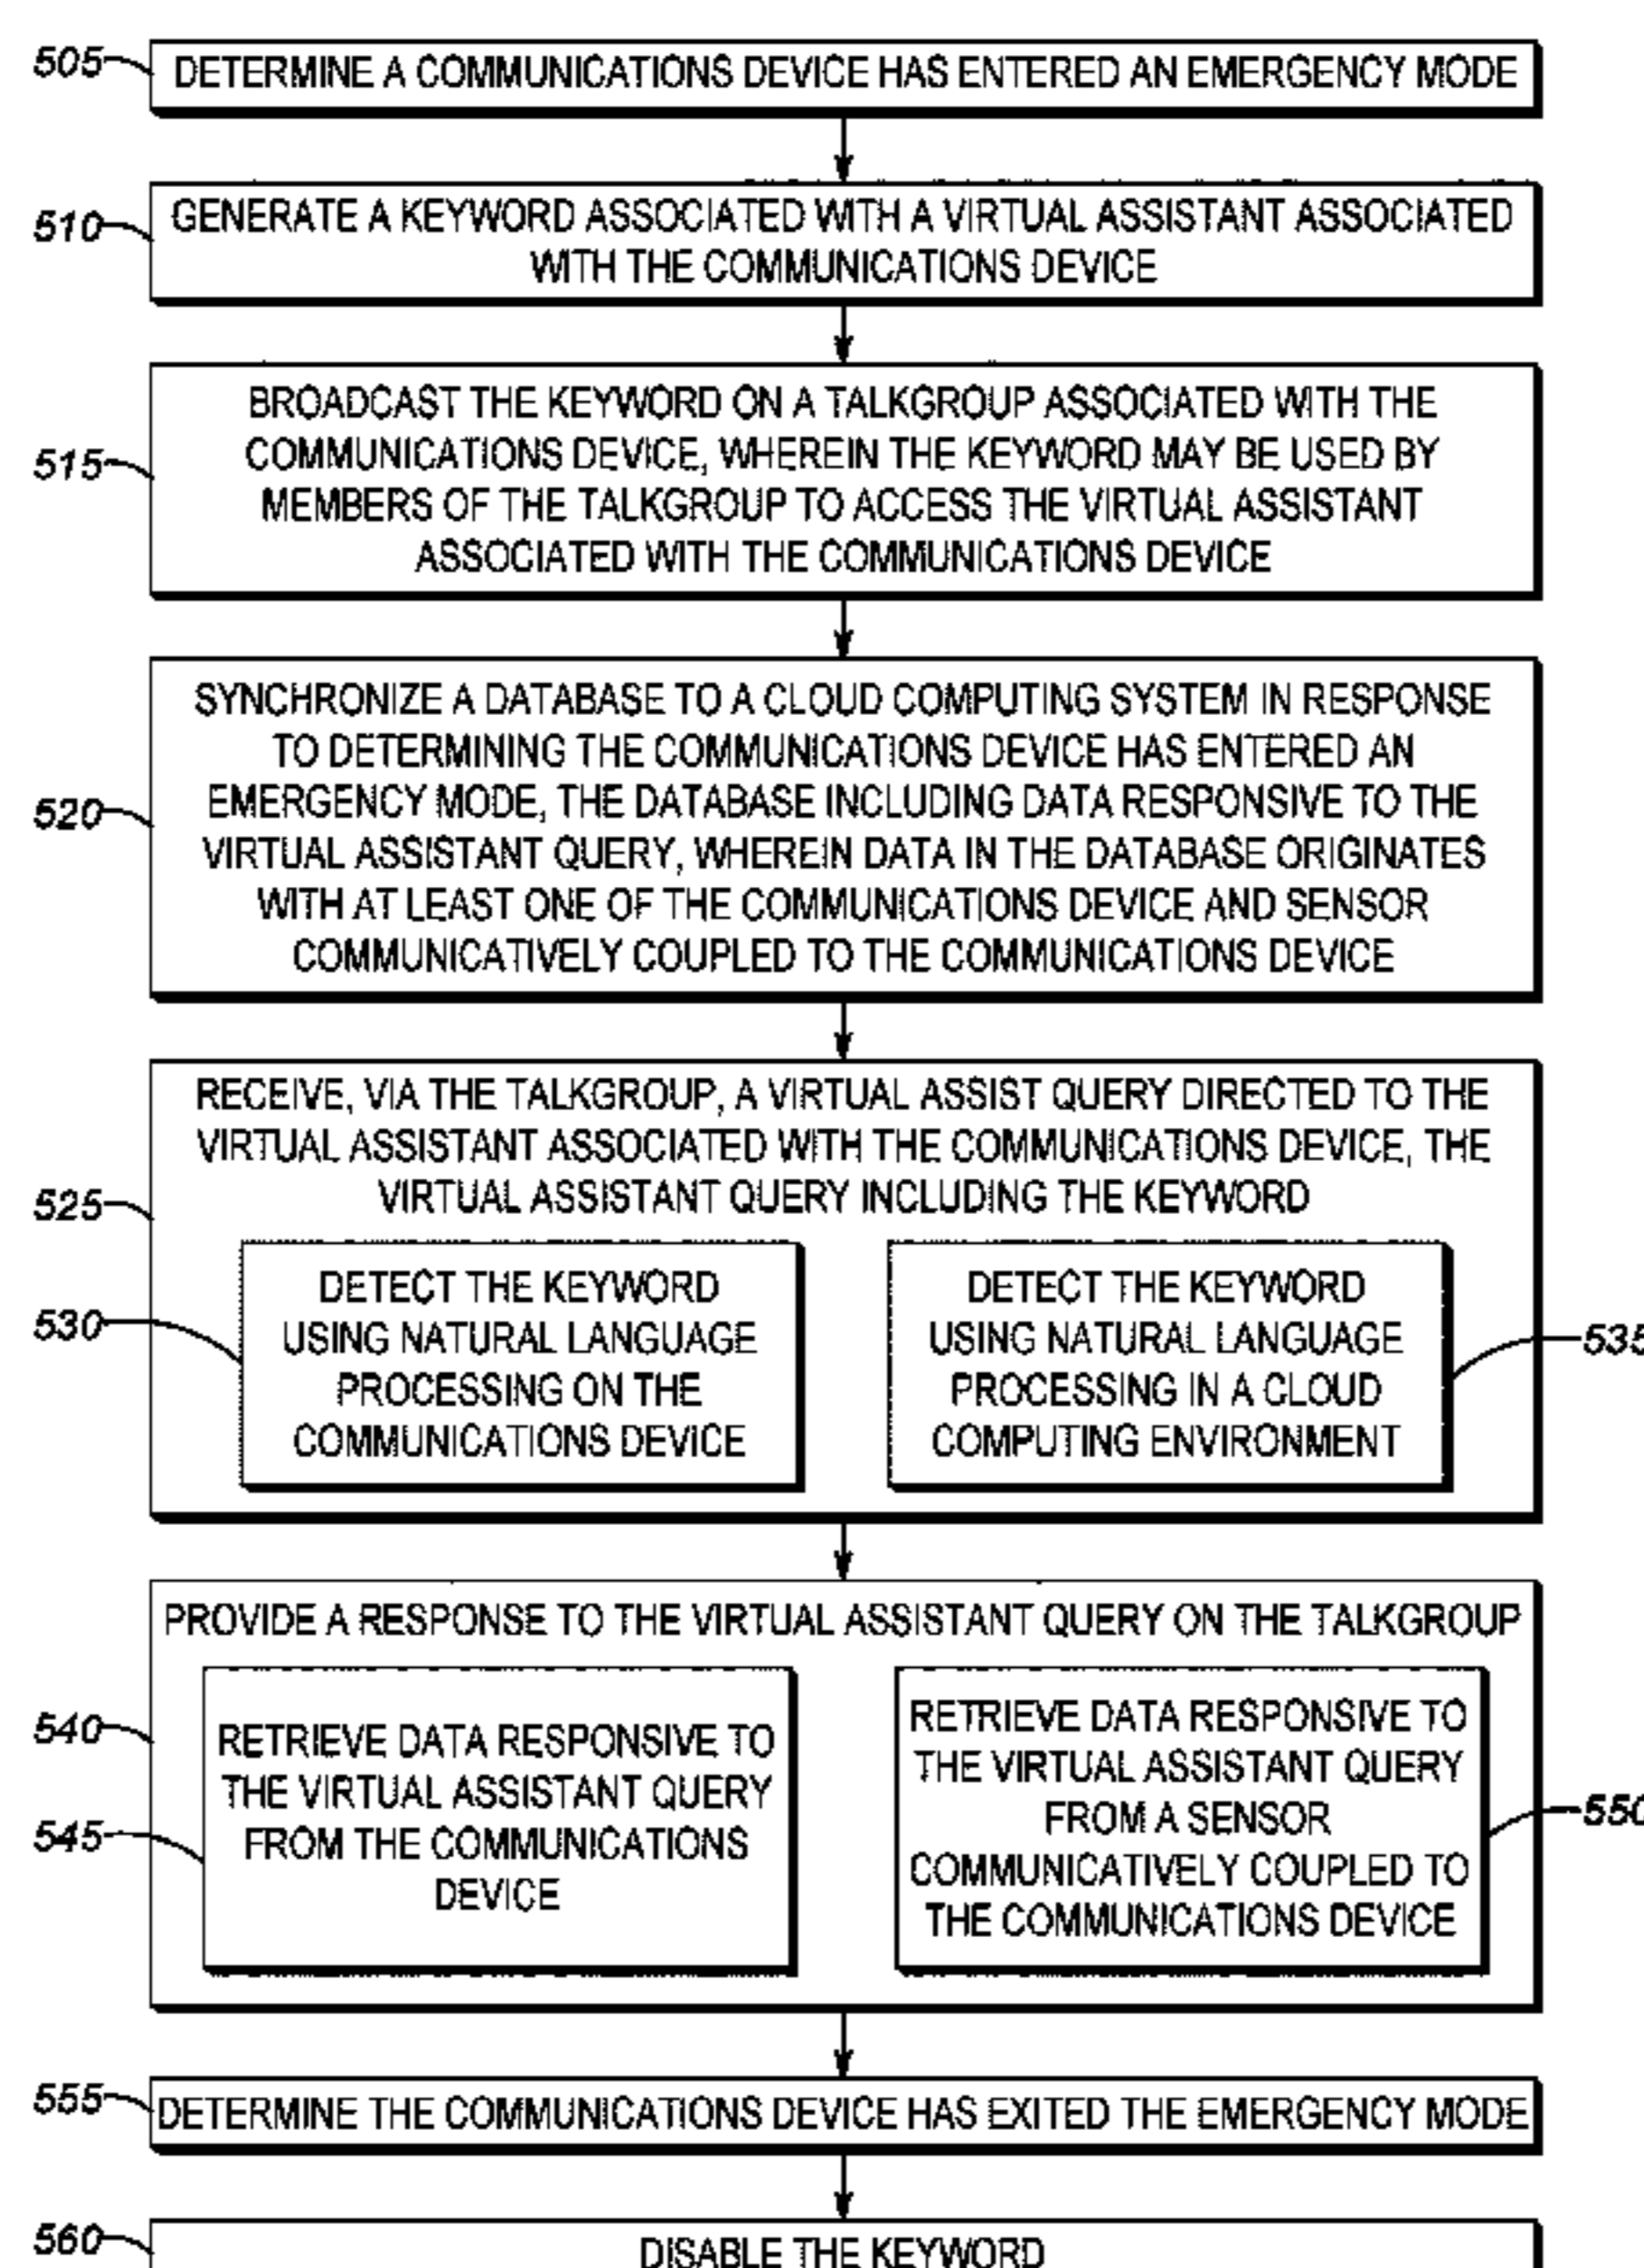 505
DETERMINE A COMMUNICATIONS DEVICE HAS ENTERED AN EMERGENCY MODE
510
GENERATE A KEYWORD ASSOCIATED WITH A VIRTUAL ASSISTANT ASSOCIATED
WITH THE COMMUNICATIONS DEVICE
515
BROADCAST THE KEYWORD ON A TALKGROUP ASSOCIATED WITH THE
COMMUNICATIONS DEVICE, WHEREIN THE KEYWORD MAY BE USED BY
MEMBERS OF THE TALKGROUP TO ACCESS THE VIRTUAL ASSISTANT
ASSOCIATED WITH THE COMMUNICATIONS DEVICE
520
SYNCHRONIZE A DATABASE TO A CLOUD COMPUTING SYSTEM IN RESPONSE
TO DETERMINING THE COMMUNICATIONS DEVICE HAS ENTERED AN
EMERGENCY MODE, THE DATABASE INCLUDING DATA RESPONSIVE TO THE
VIRTUAL ASSISTANT QUERY, WHEREIN DATA IN THE DATABASE ORIGINATES
WITH AT LEAST ONE OF THE COMMUNICATIONS DEVICE AND SENSOR
COMMUNICATIVELY COUPLED TO THE COMMUNICATIONS DEVICE
525
RECEIVE, VIA THE TALKGROUP, A VIRTUAL ASSIST QUERY DIRECTED TO THE
VIRTUAL ASSISTANT ASSOCIATED WITH THE COMMUNICATIONS DEVICE, THE
VIRTUAL ASSISTANT QUERY INCLUDING THE KEYWORD
530
DETECT THE KEYWORD
USING NATURAL LANGUAGE
PROCESSING ON THE
COMMUNICATIONS DEVICE
DETECT THE KEYWORD
USING NATURAL LANGUAGE
PROCESSING IN A CLOUD
COMPUTING ENVIRONMENT
535
540
PROVIDE A RESPONSE TO THE VIRTUAL ASSISTANT QUERY ON THE TALKGROUP
545
RETRIEVE DATA RESPONSIVE TO
THE VIRTUAL ASSISTANT QUERY
FROM THE COMMUNICATIONS
DEVICE
RETRIEVE DATA RESPONSIVE TO
THE VIRTUAL ASSISTANT QUERY
FROM A SENSOR
COMMUNICATIVELY COUPLED TO
THE COMMUNICATIONS DEVICE
550
555
DETERMINE THE COMMUNICATIONS DEVICE HAS EXITED THE EMERGENCY MODE
560
DISABLE THE KEYWORD